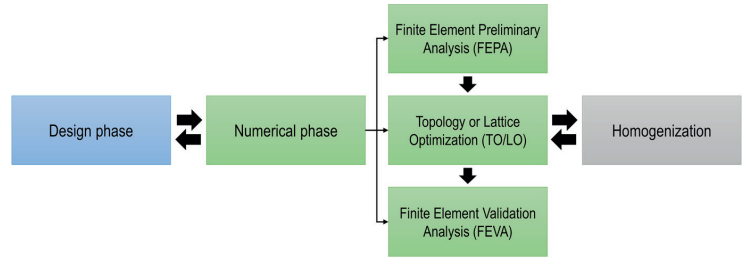 Finite Element Preliminary
Analysis (FEPA)
Design phase
Numerical phase
Topology or Lattice
Optimization (TO/LO)
Homogenization
Finite Element Validation
Analysis (FEVA)